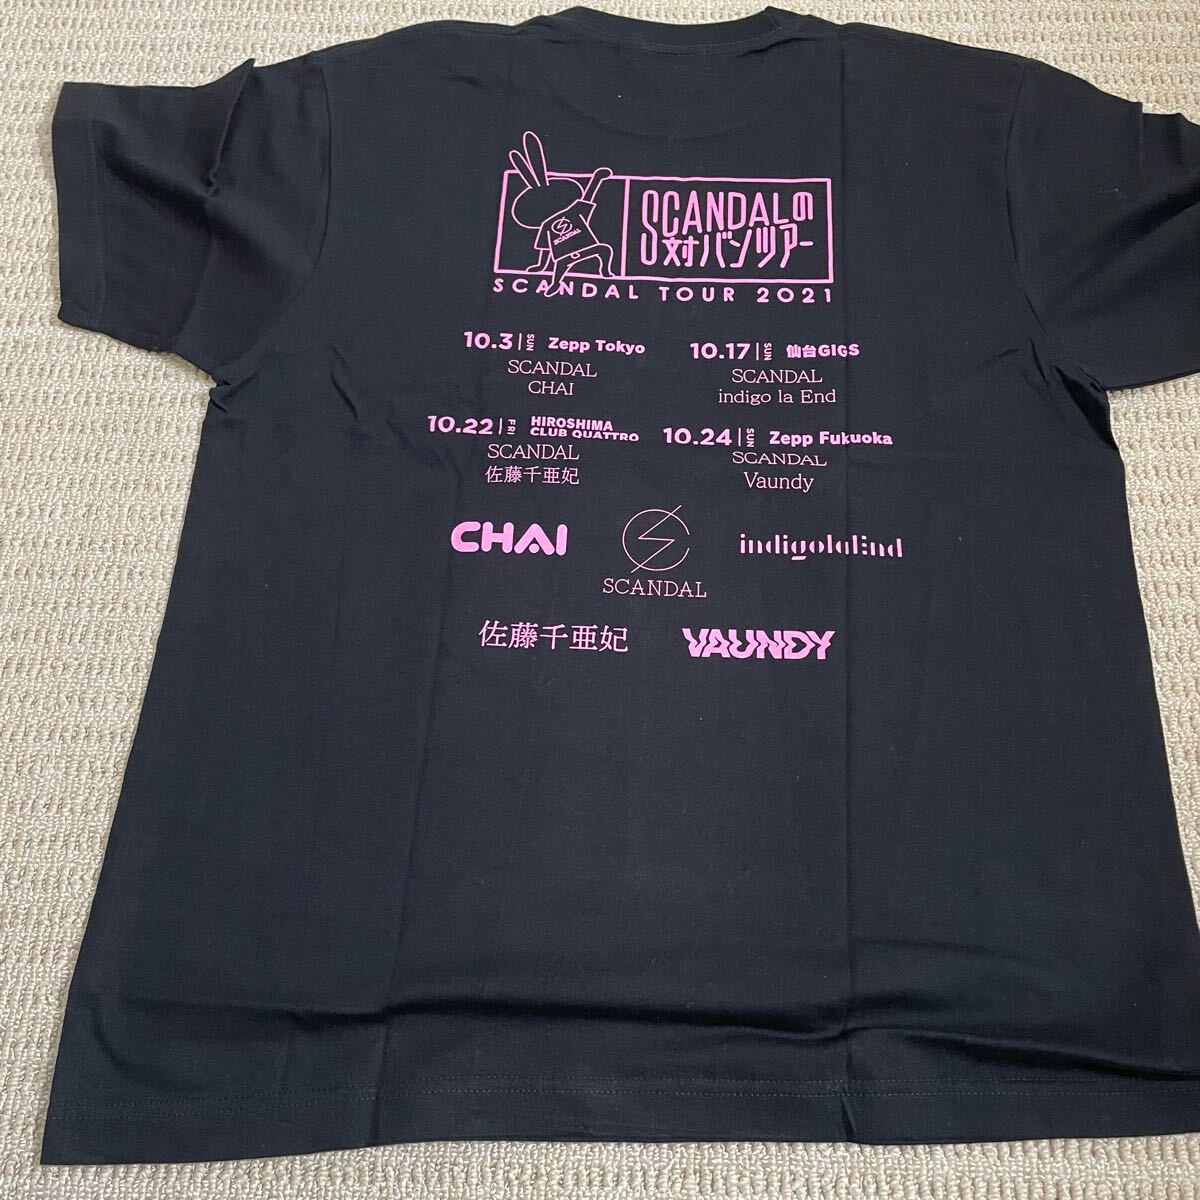 SCANDALの
対バンツアー
SCANDAL
SCANDAL TOUR 2021
10.3 SUN Zepp Tokyo
SCANDAL
CHAI
10.17 SUN 仙台GIGS
SCANDAL
indigo la End
10.22 FRI HIROSHIMA
CLUB QUATTRO
SCANDAL
佐藤千亜妃
10.24 SUN Zepp Fukuoka
SCANDAL
Vaundy
CHAI
SCANDAL
indigolaEnd
佐藤千亜妃
VAUNDY